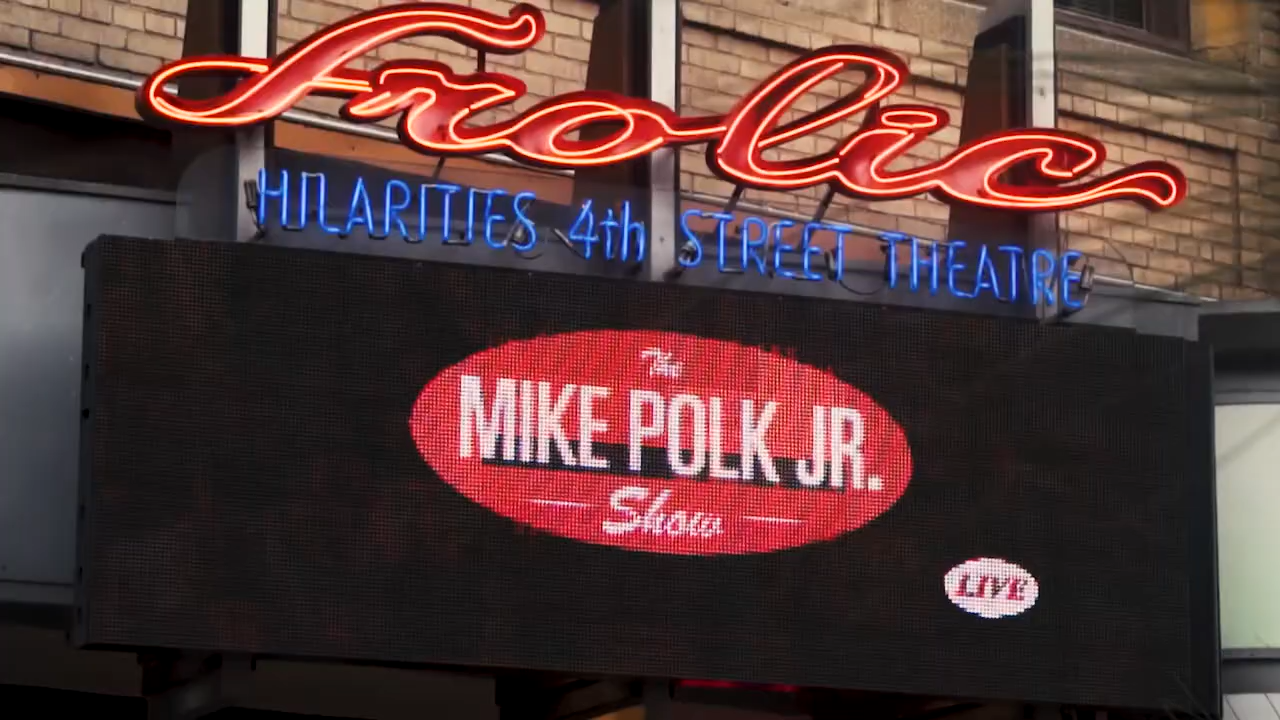 Frolic
HILARITIES 4th STREET THEATRE
The
MIKE POLK JR.
Show
LIVE